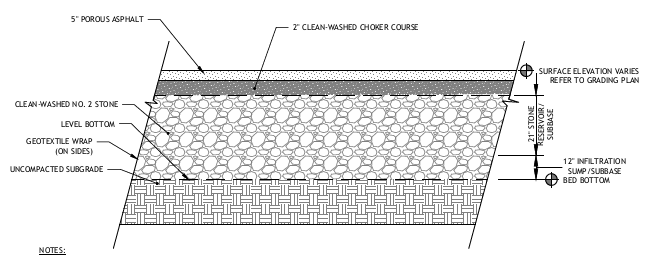 5" POROUS ASPHALT
2" CLEAN-WASHED CHOKER COURSE
SURFACE ELEVATION VARIES
REFER TO GRADING PLAN
CLEAN-WASHED NO. 2 STONE
LEVEL BOTTOM
GEOTEXTILE WRAP
(ON SIDES)
UNCOMPACTED SUBGRADE
21" STONE
RESERVOIR/
SUBBASE
12" INFILTRATION
SUMP/SUBBASE
BED BOTTOM
NOTES: